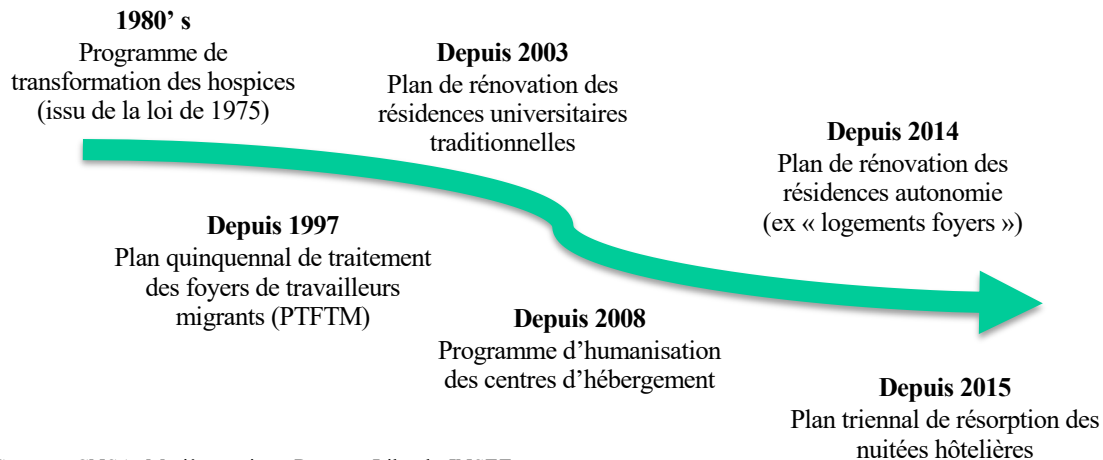 1980’ s
Programme de
transformation des hospices
(issu de la loi de 1975)
Depuis 2003
Plan de rénovation des
résidences universitaires
traditionnelles
Depuis 2014
Plan de rénovation des
résidences autonomie
(ex « logements foyers »)
Depuis 1997
Plan quinquennal de traitement
des foyers de travailleurs
migrants (PTFTM)
Depuis 2008
Programme d’humanisation
des centres d’hébergement
Depuis 2015
Plan triennal de résorption des
nuitées hôtelières